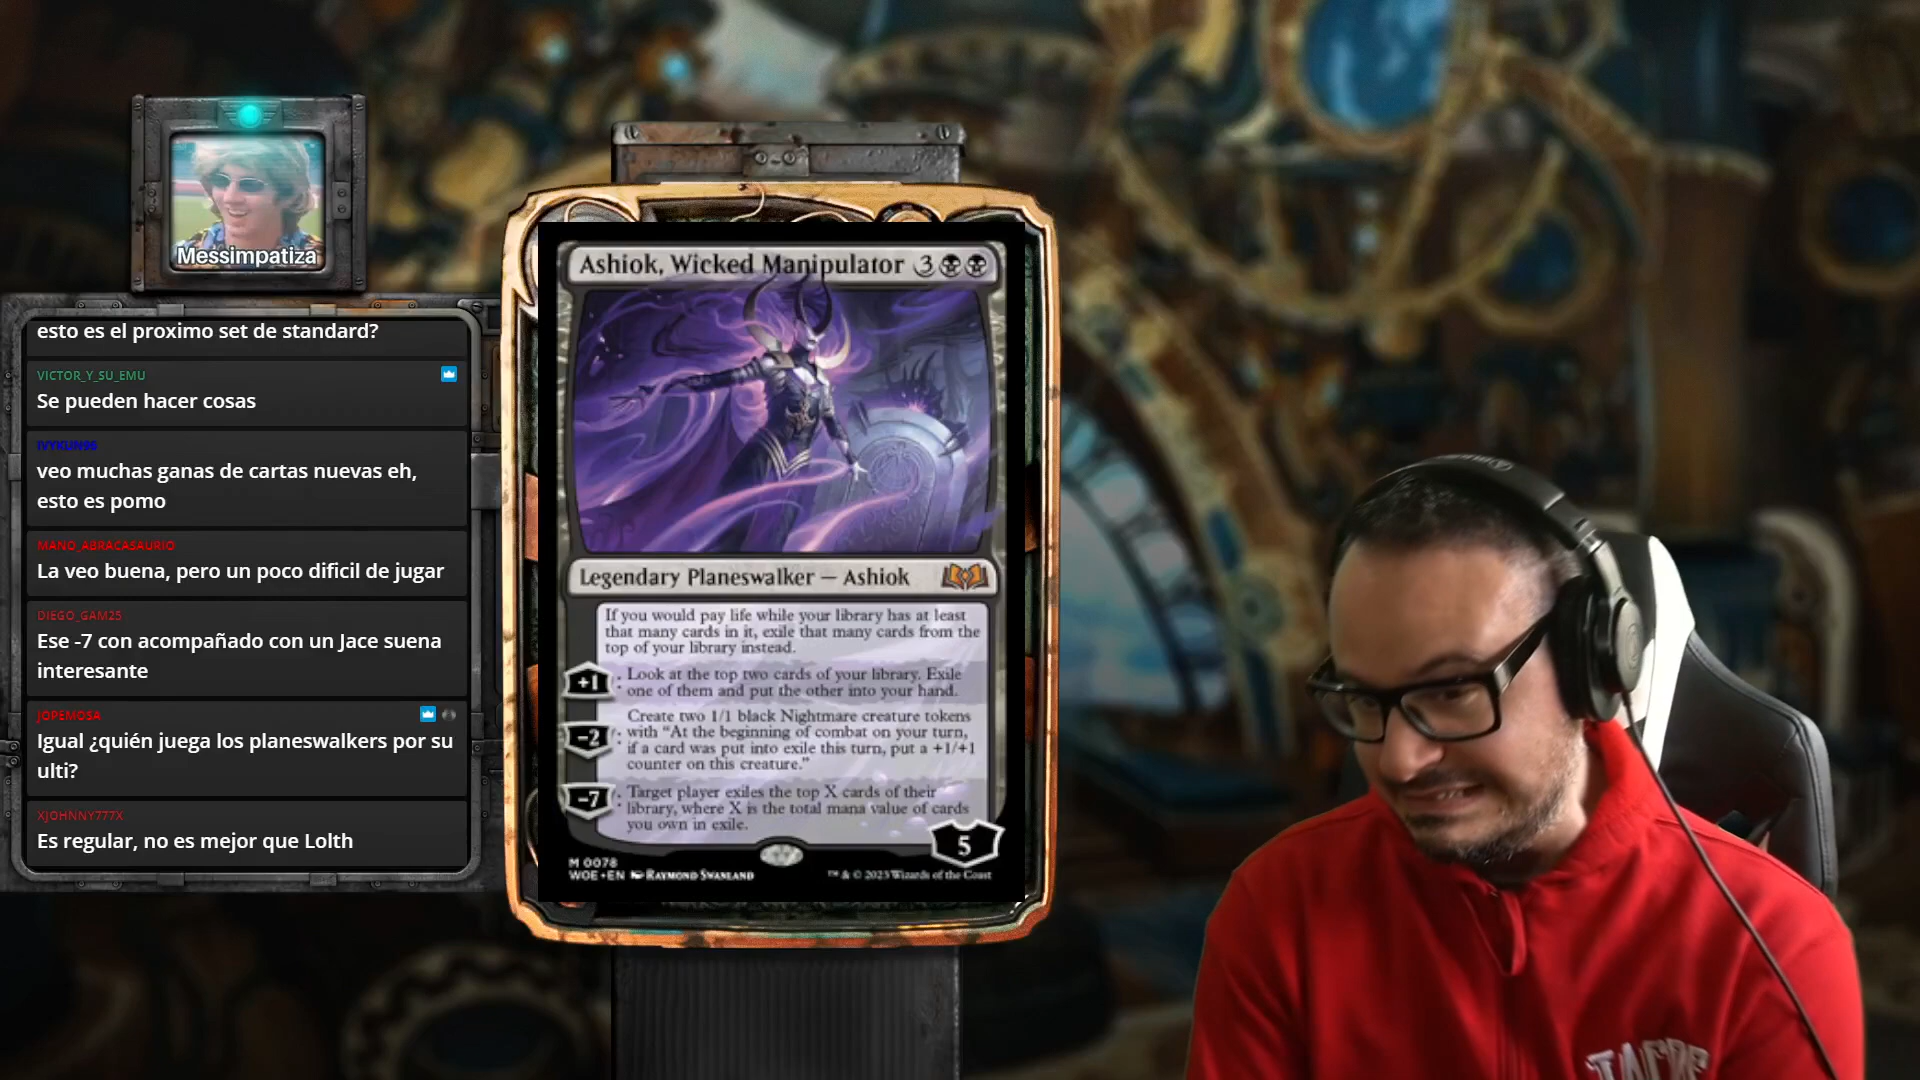 Messimpatiza
esto es el proximo set de standard?
VICTOR_Y_SU_EMU
Se pueden hacer cosas
veo muchas ganas de cartas nuevas eh,
esto es pomo
MANO_ABRACASAURIO
La veo buena, pero un poco dificil de jugar
DIEGO_GAM25
Ese -7 con acompañado con un Jace suena
interesante
JOPEMOSA
Igual ¿quién juega los planeswalkers por su
ulti?
XJOHNNY777X
Es regular, no es mejor que Lolth
Ashiok, Wicked Manipulator 3
Legendary Planeswalker — Ashiok
If you would pay life while your library has at least
that many cards in it, exile that many cards from the
top of your library instead.
+1: Look at the top two cards of your library. Exile
one of them and put the other into your hand.
Create two 1/1 black Nightmare creature tokens
−2: with "At the beginning of combat on your turn,
if a card was put into exile this turn, put a +1/+1
counter on this creature."
−7: Target player exiles the top X cards of their
library, where X is the total mana value of cards
you own in exile.
5
M 0078
WOE • EN Raymond Swanland
™ & © 2023 Wizards of the Coast